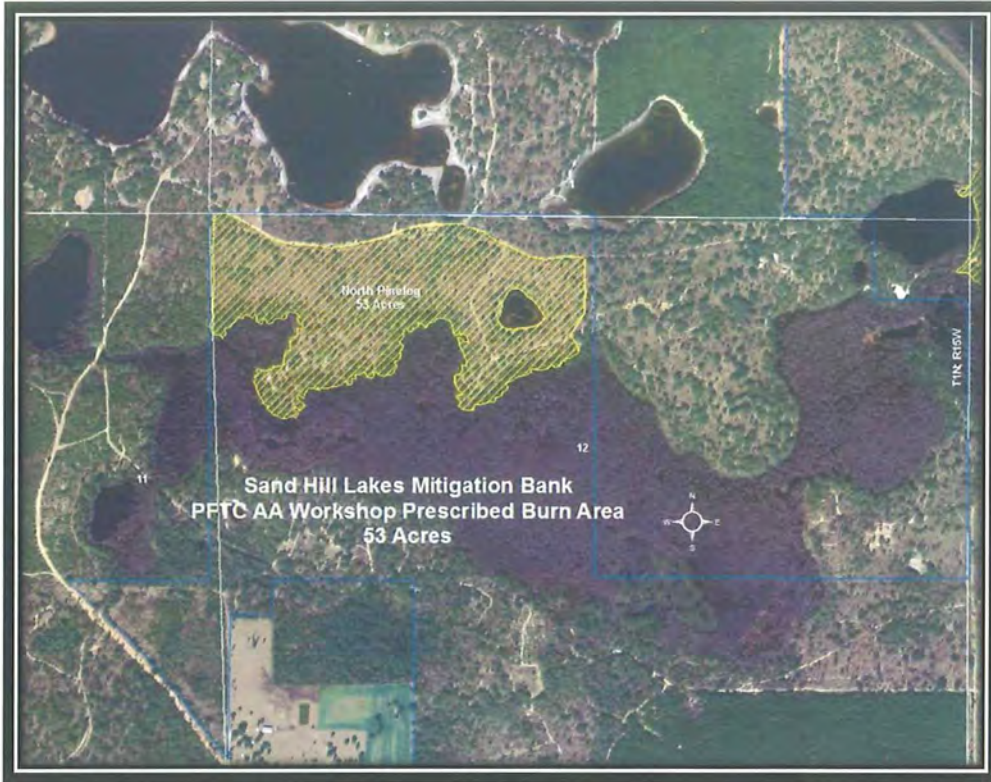 North Pinelog
53 Acres
T1N, R15W
12
11
Sand Hill Lakes Mitigation Bank
PFTC AA Workshop Prescribed Burn Area
53 Acres
N
W E
S